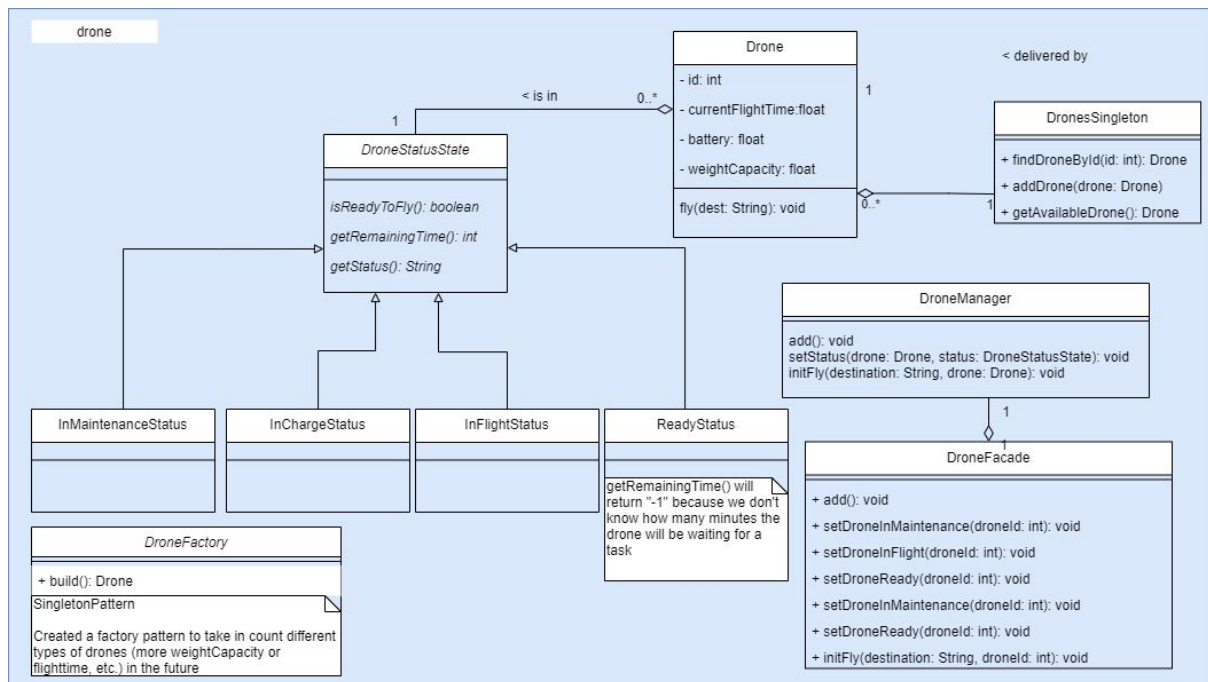 drone
Drone
- id: int
- currentFlightTime:float
- battery: float
- weightCapacity: float
fly(dest: String): void
< is in
0..*
1
1
< delivered by
DronesSingleton
+ findDroneById(id: int): Drone
+ addDrone(drone: Drone)
+ getAvailableDrone(): Drone
0..*
1
DroneStatusState
isReadyToFly(): boolean
getRemainingTime(): int
getStatus(): String
DroneManager
add(): void
setStatus(drone: Drone, status: DroneStatusState): void
initFly(destination: String, drone: Drone): void
1
1
InMaintenanceStatus
InChargeStatus
InFlightStatus
ReadyStatus
getRemainingTime() will
return "-1" because we don't
know how many minutes the
drone will be waiting for a
task
DroneFacade
+ add(): void
+ setDroneInMaintenance(droneId: int): void
+ setDroneInFlight(droneId: int): void
+ setDroneReady(droneId: int): void
+ setDroneInMaintenance(droneId: int): void
+ setDroneReady(droneId: int): void
+ initFly(destination: String, droneId: int): void
DroneFactory
+ build(): Drone
SingletonPattern
Created a factory pattern to take in count different
types of drones (more weightCapacity or
flighttime, etc.) in the future